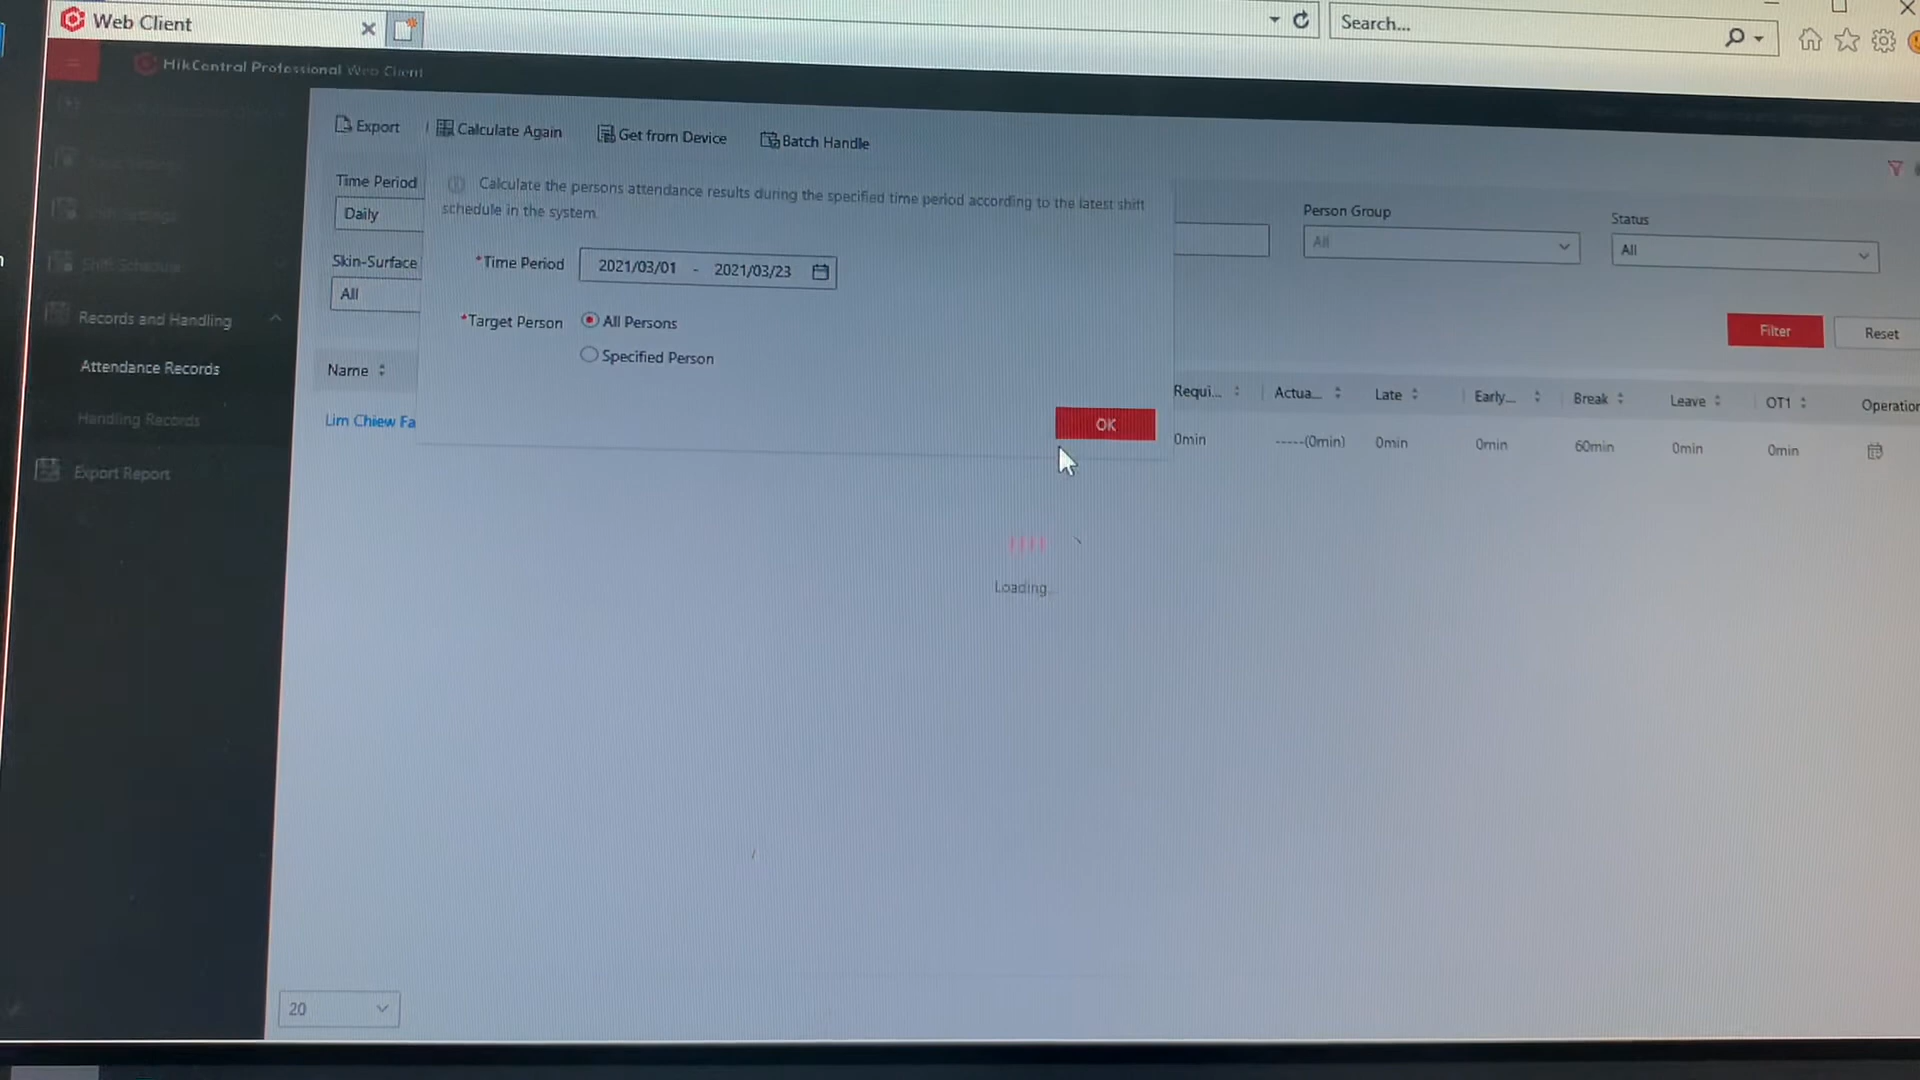 Web Client
Search...
HikCentral Professional Web Client
Export
Calculate Again
Get from Device
Batch Handle
Time Period
Daily
Calculate the persons attendance results during the specified time period according to the latest shift
schedule in the system.
Person Group
All
Status
All
Skin-Surface
All
*Time Period
2021/03/01 - 2021/03/23
*Target Person
All Persons
Specified Person
OK
Filter
Reset
Shift Schedule
Records and Handling
Attendance Records
Handling Records
Export Report
Name
Requi...
Actua...
Late
Early...
Break
Leave
OT1
Operation
Lim Chiew Fa
0min
-----(0min)
0min
0min
60min
0min
0min
Loading...
20